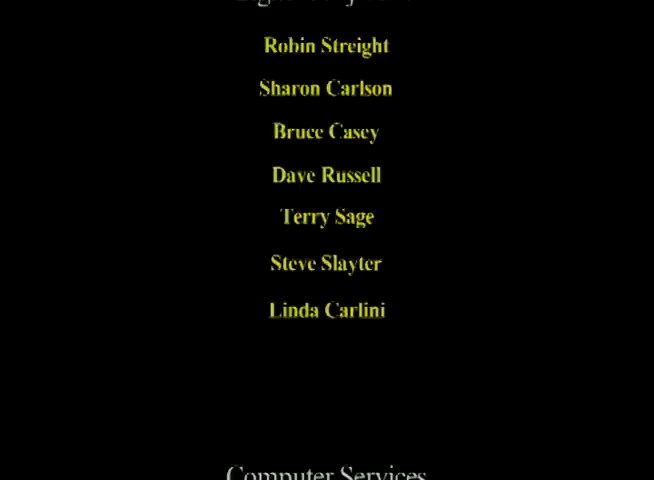 Robin Streight
Sharon Carlson
Bruce Casey
Dave Russell
Terry Sage
Steve Slayter
Linda Carlini
Computer Services